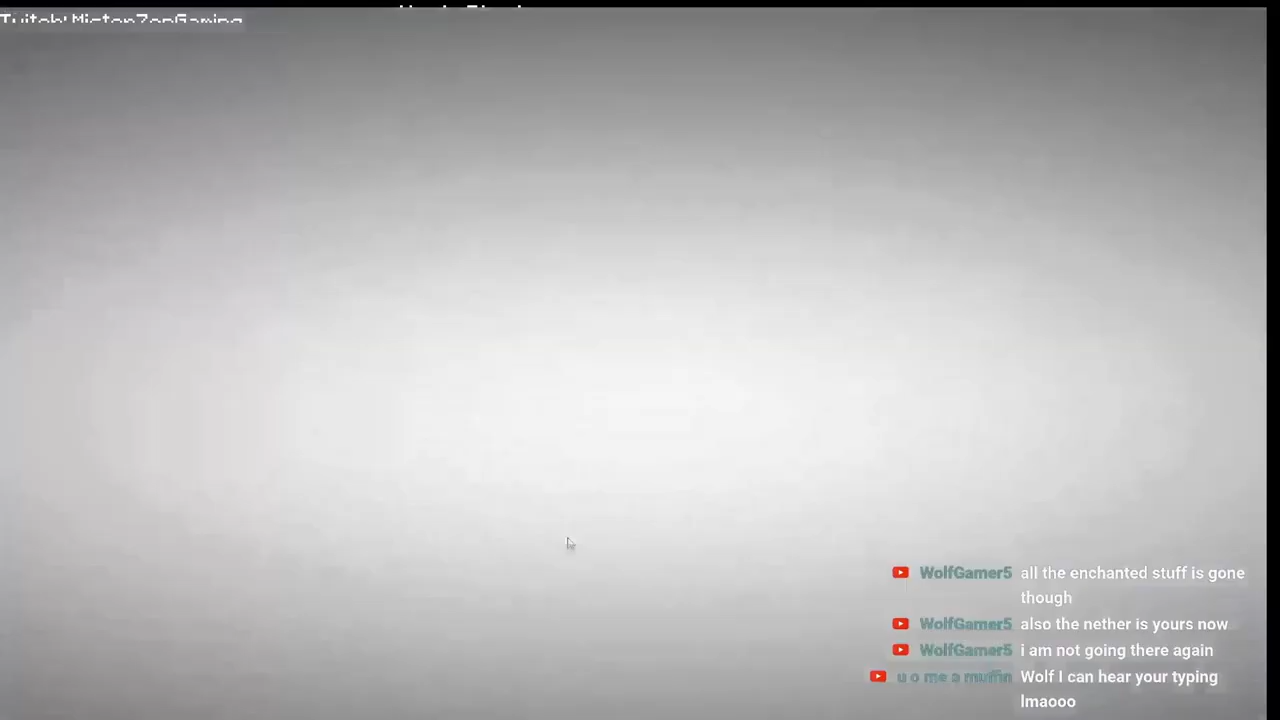 Twitch: MisterZepGaming
WolfGamer5 all the enchanted stuff is gone
though
WolfGamer5 also the nether is yours now
WolfGamer5 i am not going there again
u o me a muffin Wolf I can hear your typing
lmaooo